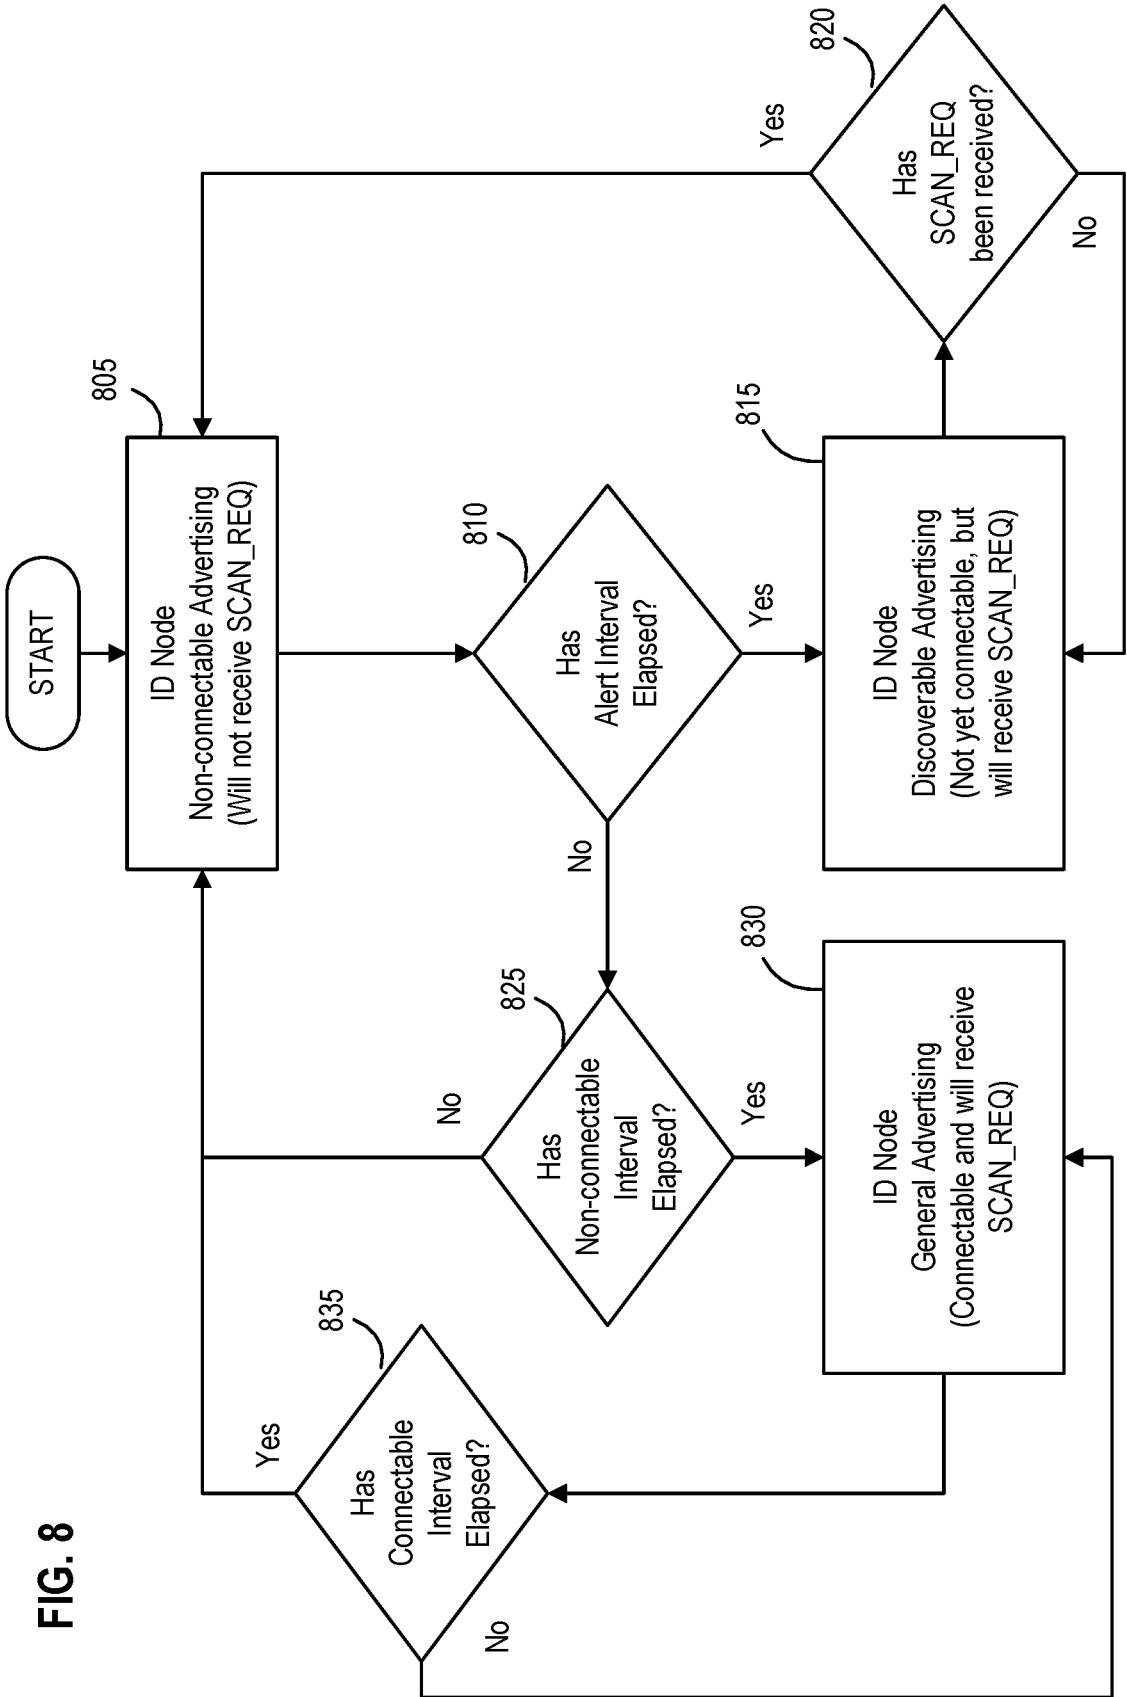 START
805
ID Node
Non-connectable Advertising
(Will not receive SCAN_REQ)
810
Has
Alert Interval
Elapsed?
Yes
No
815
ID Node
Discoverable Advertising
(Not yet connectable, but
will receive SCAN_REQ)
820
Has
SCAN_REQ
been received?
Yes
No
825
Has
Non-connectable
Interval
Elapsed?
No
Yes
830
ID Node
General Advertising
(Connectable and will receive
SCAN_REQ)
835
Has
Connectable
Interval
Elapsed?
Yes
No
FIG. 8